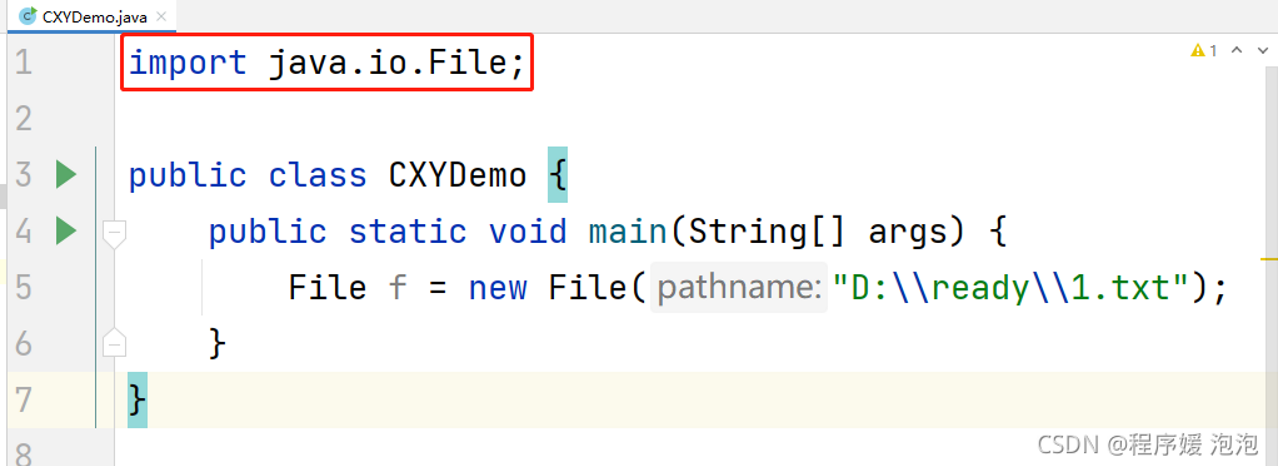 CXYDemo.java
1 import java.io.File;
1
2
3 public class CXYDemo {
4 public static void main(String[] args) {
5 File f = new File( pathname: "D:\\ready\\1.txt");
6 }
7 }
8
CSDN @程序媛 泡泡